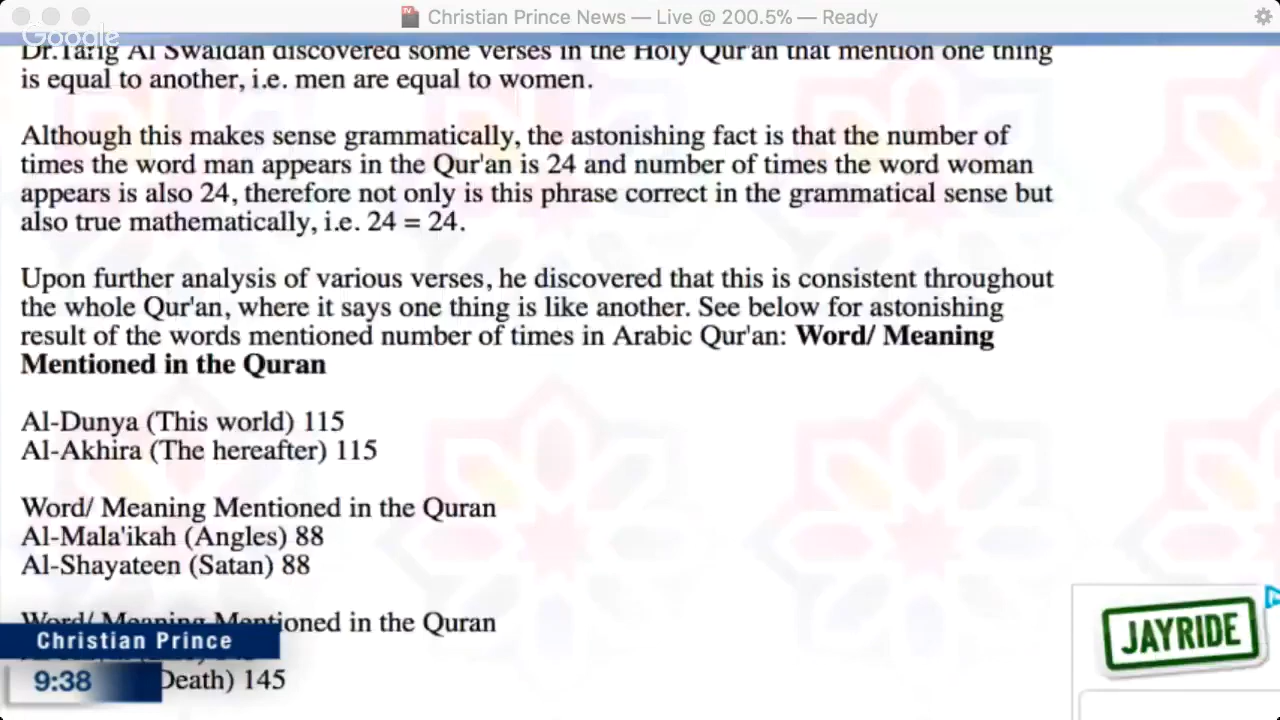 Christian Prince News — Live @ 200.5% — Ready
Google
Dr.Tariq Al Swaidan discovered some verses in the Holy Qur'an that mention one thing
is equal to another, i.e. men are equal to women.
Although this makes sense grammatically, the astonishing fact is that the number of
times the word man appears in the Qur'an is 24 and number of times the word woman
appears is also 24, therefore not only is this phrase correct in the grammatical sense but
also true mathematically, i.e. 24 = 24.
Upon further analysis of various verses, he discovered that this is consistent throughout
the whole Qur'an, where it says one thing is like another. See below for astonishing
result of the words mentioned number of times in Arabic Qur'an: Word/ Meaning
Mentioned in the Quran
Al-Dunya (This world) 115
Al-Akhira (The hereafter) 115
Word/ Meaning Mentioned in the Quran
Al-Mala'ikah (Angles) 88
Al-Shayateen (Satan) 88
Word/ Meaning Mentioned in the Quran
Christian Prince
9:38
Death) 145
JAYRIDE